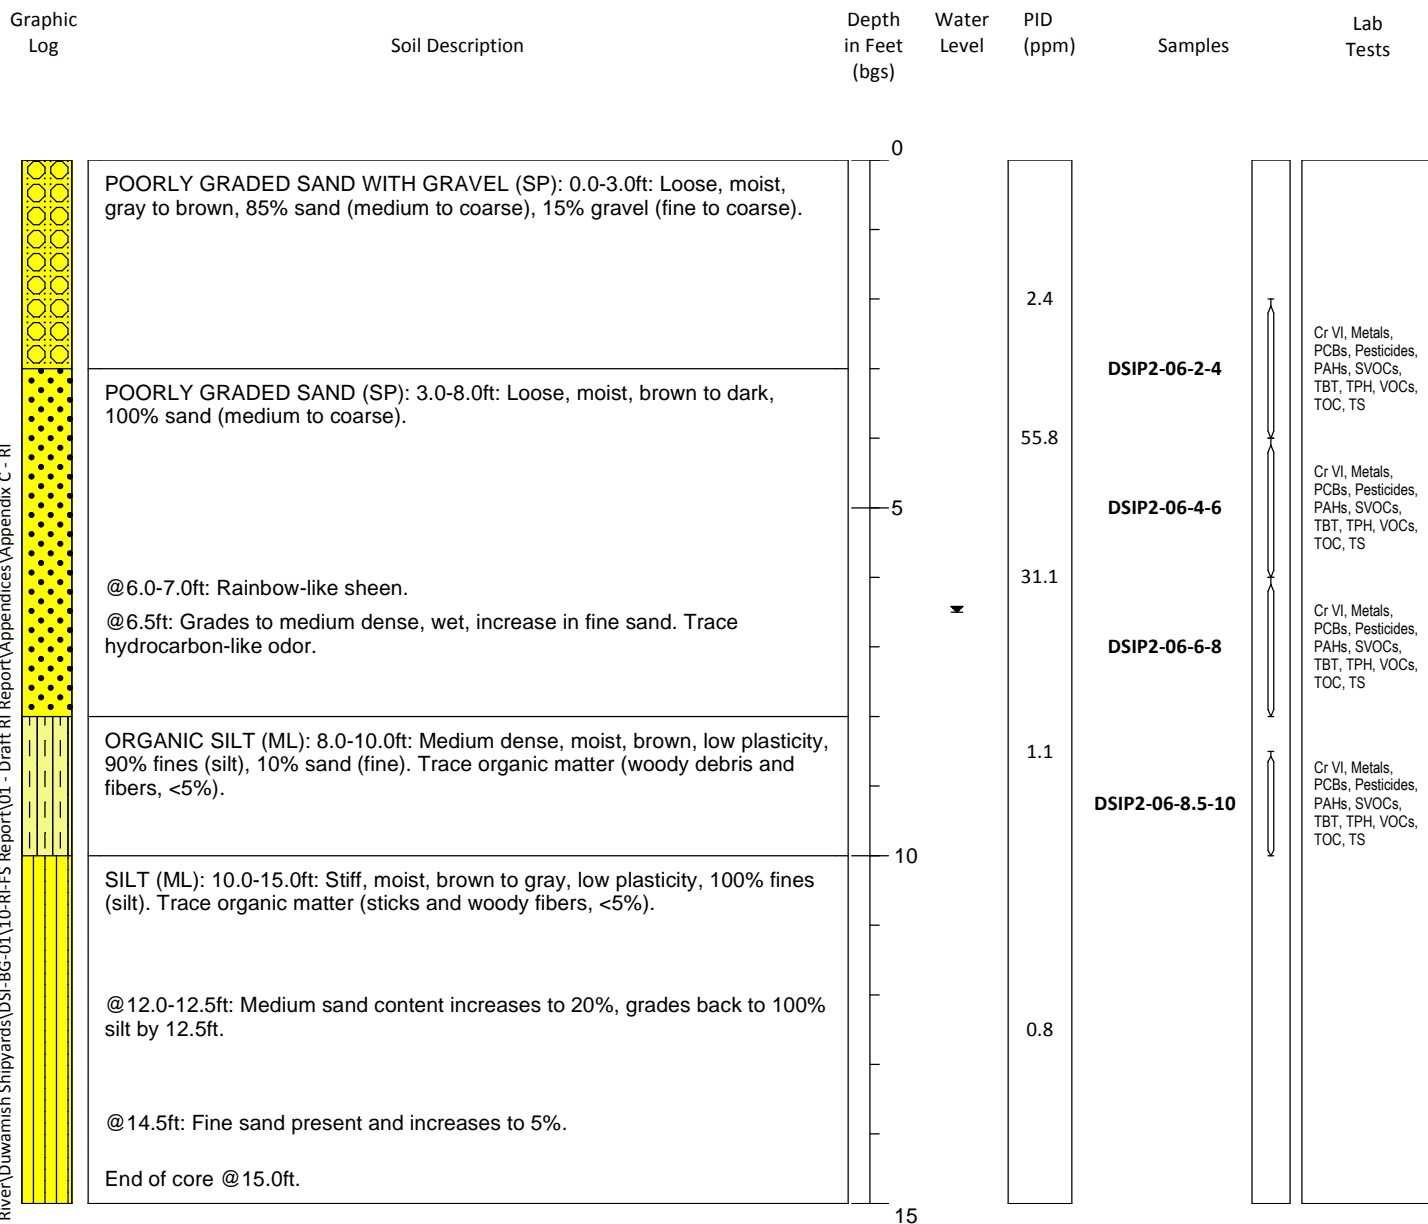 Graphic
Log
Soil Description
Depth
in Feet
(bgs)
Water
Level
PID
(ppm)
Samples
Lab
Tests
0
POORLY GRADED SAND WITH GRAVEL (SP): 0.0-3.0ft: Loose, moist,
gray to brown, 85% sand (medium to coarse), 15% gravel (fine to coarse).
2.4
DSIP2-06-2-4
Cr VI, Metals,
PCBs, Pesticides,
PAHs, SVOCs,
TBT, TPH, VOCs,
TOC, TS
POORLY GRADED SAND (SP): 3.0-8.0ft: Loose, moist, brown to dark,
100% sand (medium to coarse).
55.8
5
DSIP2-06-4-6
Cr VI, Metals,
PCBs, Pesticides,
PAHs, SVOCs,
TBT, TPH, VOCs,
TOC, TS
@6.0-7.0ft: Rainbow-like sheen.
31.1
@6.5ft: Grades to medium dense, wet, increase in fine sand. Trace
hydrocarbon-like odor.
DSIP2-06-6-8
Cr VI, Metals,
PCBs, Pesticides,
PAHs, SVOCs,
TBT, TPH, VOCs,
TOC, TS
ORGANIC SILT (ML): 8.0-10.0ft: Medium dense, moist, brown, low plasticity,
90% fines (silt), 10% sand (fine). Trace organic matter (woody debris and
fibers, <5%).
1.1
DSIP2-06-8.5-10
Cr VI, Metals,
PCBs, Pesticides,
PAHs, SVOCs,
TBT, TPH, VOCs,
TOC, TS
10
SILT (ML): 10.0-15.0ft: Stiff, moist, brown to gray, low plasticity, 100% fines
(silt). Trace organic matter (sticks and woody fibers, <5%).
@12.0-12.5ft: Medium sand content increases to 20%, grades back to 100%
silt by 12.5ft.
0.8
@14.5ft: Fine sand present and increases to 5%.
End of core @15.0ft.
15
River\Duwamish Shipyards\DSI-BG-01\10-RI-FS Report\01 - Draft RI Report\Appendices\Appendix C - RI